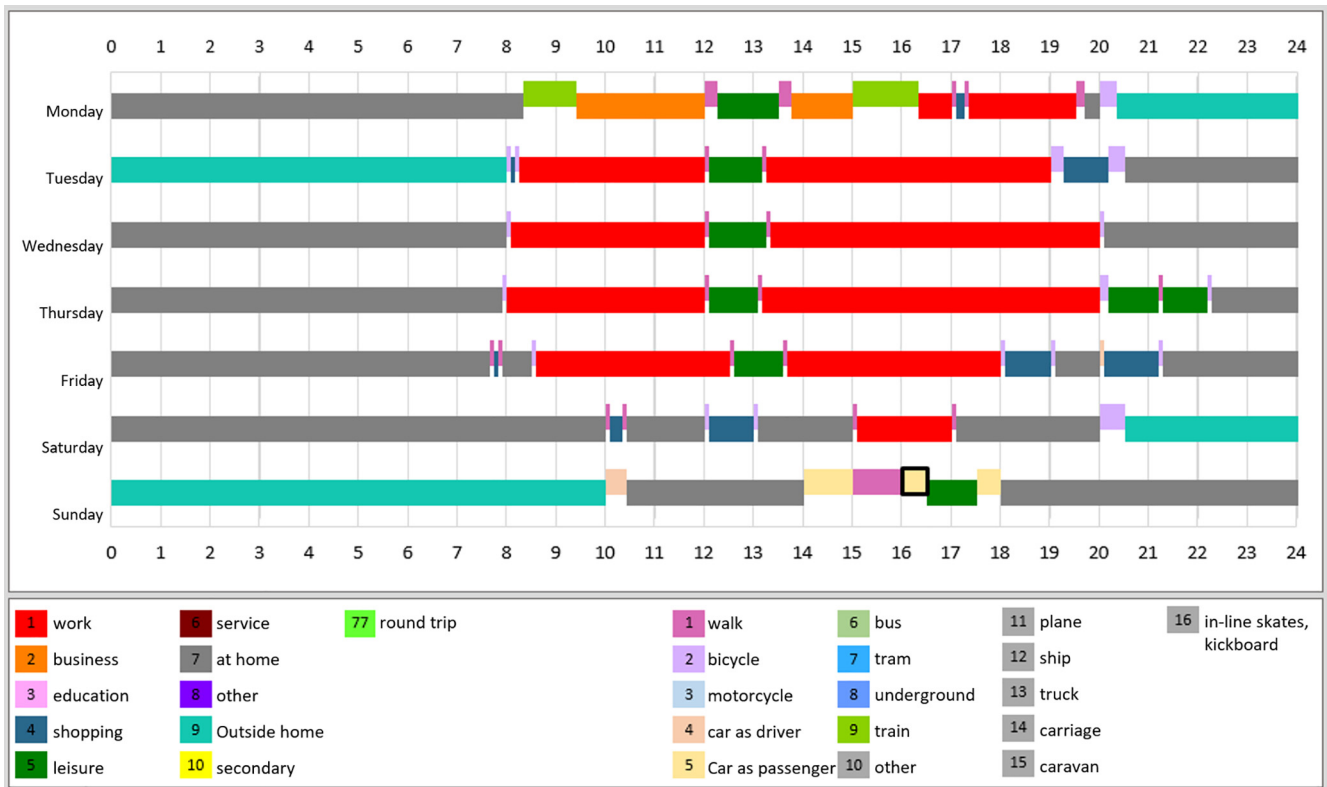 0 1 2 3 4 5 6 7 8 9 10 11 12 13 14 15 16 17 18 19 20 21 22 23 24
Monday
Tuesday
Wednesday
Thursday
Friday
Saturday
Sunday
0 1 2 3 4 5 6 7 8 9 10 11 12 13 14 15 16 17 18 19 20 21 22 23 24
1 work 6 service 77 round trip 1 walk 6 bus 11 plane 16 in-line skates,
kickboard
2 business 7 at home 2 bicycle 7 tram 12 ship
3 education 8 other 3 motorcycle 8 underground 13 truck
4 shopping 9 Outside home 4 car as driver 9 train 14 carriage
5 leisure 10 secondary 5 Car as passenger 10 other 15 caravan